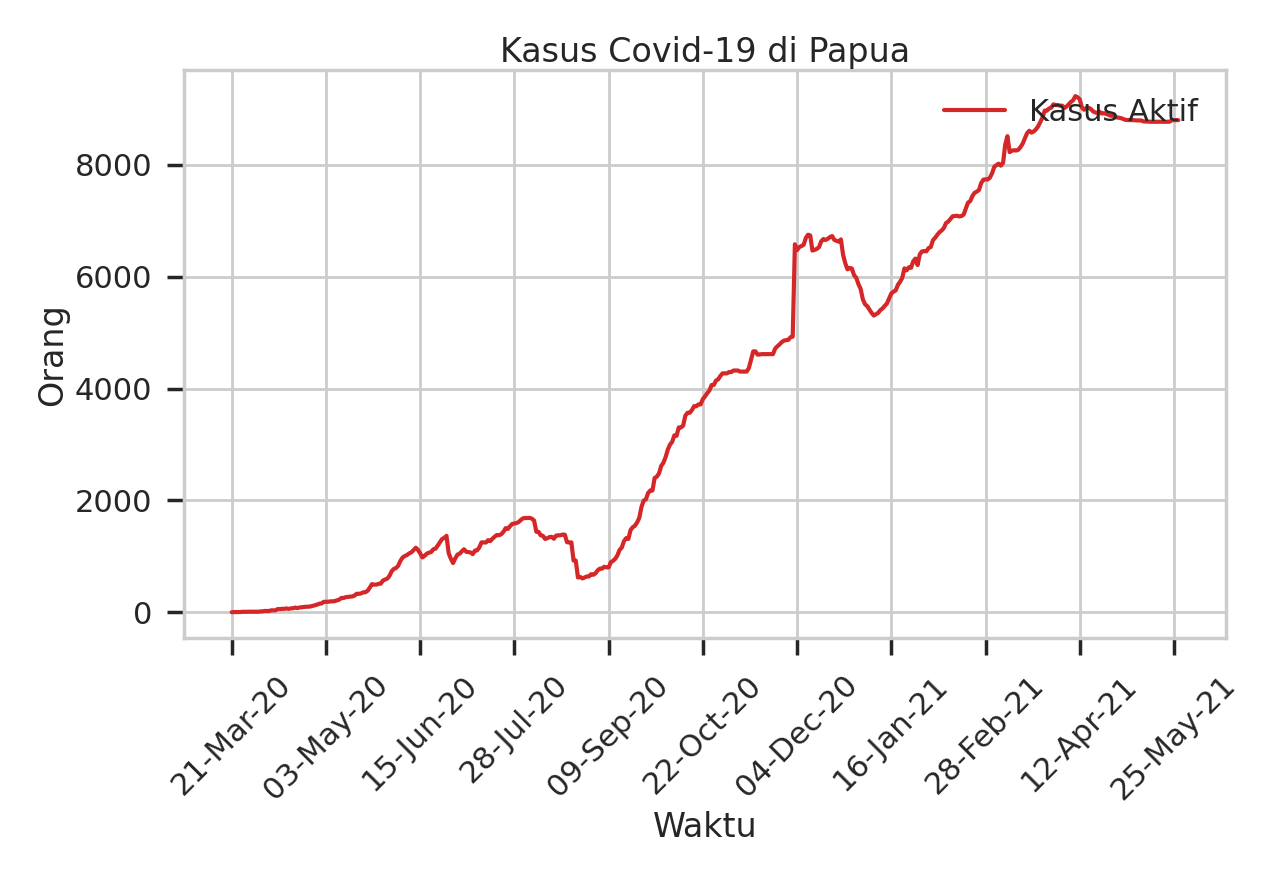 Kasus Covid-19 di Papua
Kasus Aktif
Orang
8000
6000
4000
2000
0
21-Mar-20
03-May-20
15-Jun-20
28-Jul-20
09-Sep-20
22-Oct-20
04-Dec-20
16-Jan-21
28-Feb-21
12-Apr-21
25-May-21
Waktu